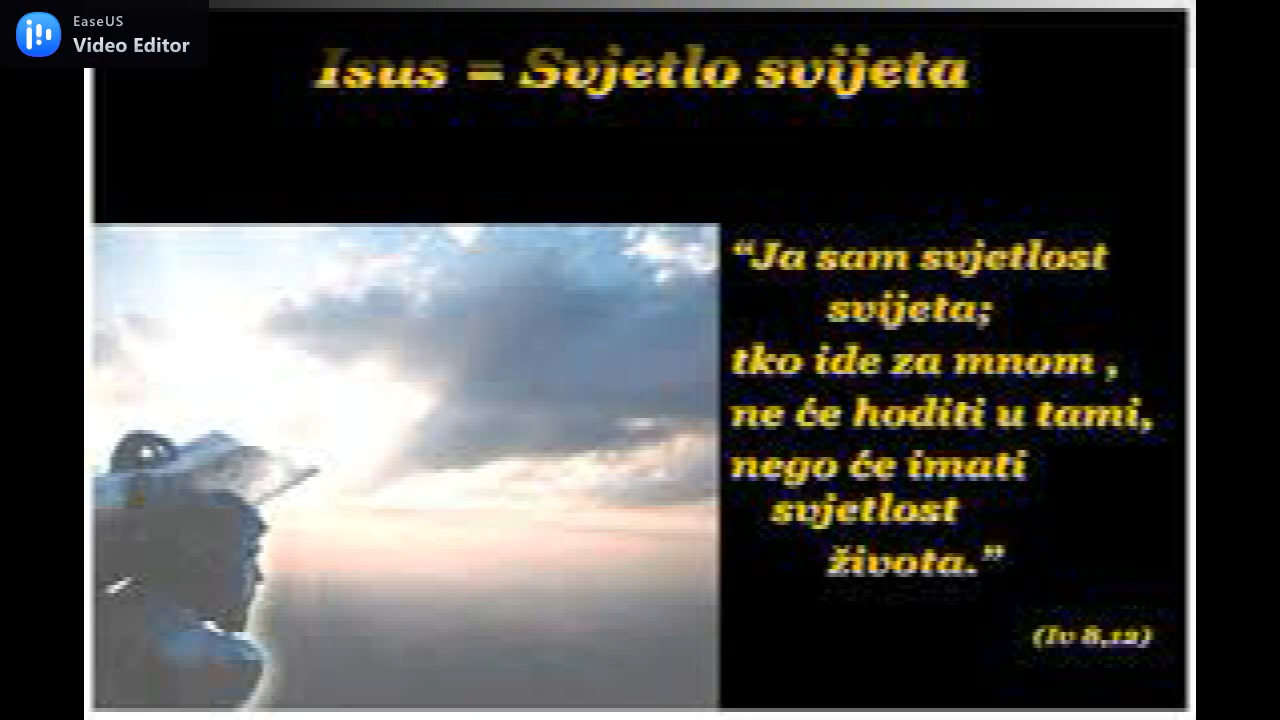 EaseUS
Video Editor
Isus = Svjetlo svijeta
“Ja sam svjetlost
svijeta;
tko ide za mnom ,
ne će hoditi u tami,
nego će imati
svjetlost
života.”
(Iv 8,12)